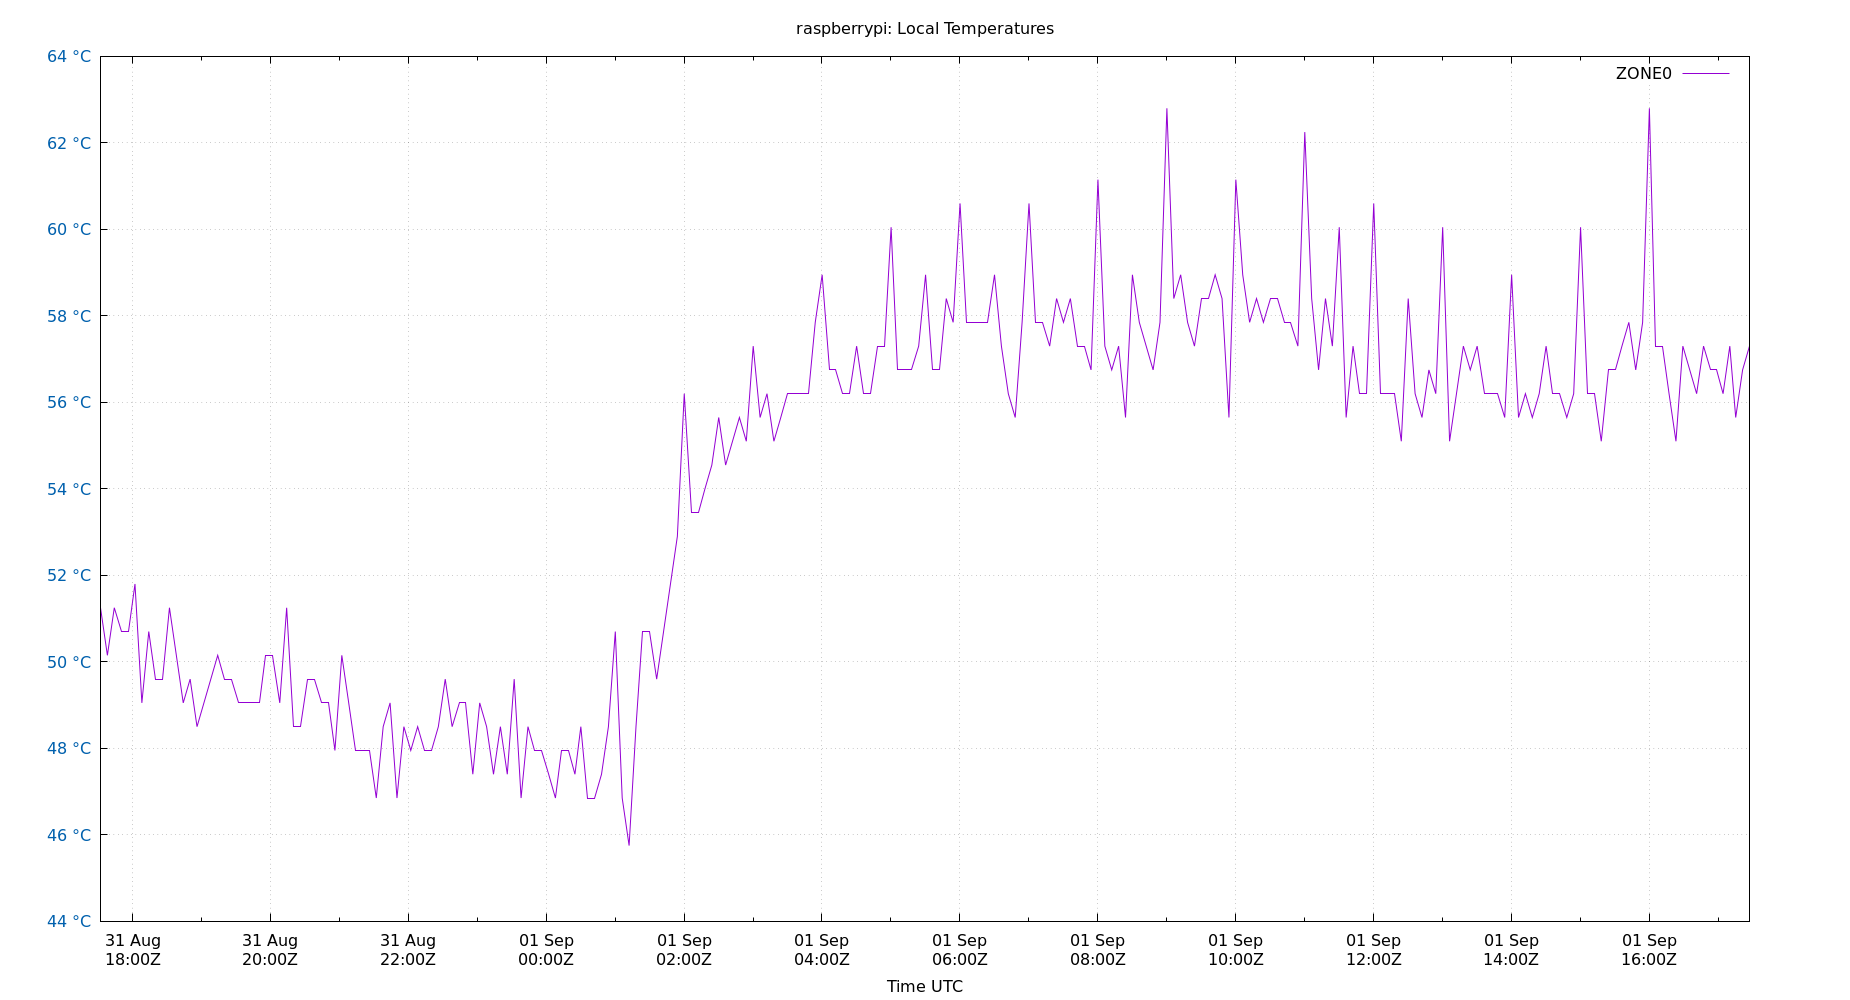 raspberrypi: Local Temperatures
64 °C
ZONE0
62 °C
60 °C
58 °C
56 °C
54 °C
52 °C
50 °C
48 °C
46 °C
44 °C
31 Aug 31 Aug 31 Aug 01 Sep 01 Sep 01 Sep 01 Sep 01 Sep 01 Sep 01 Sep 01 Sep 01 Sep
18:00Z 20:00Z 22:00Z 00:00Z 02:00Z 04:00Z 06:00Z 08:00Z 10:00Z 12:00Z 14:00Z 16:00Z
Time UTC